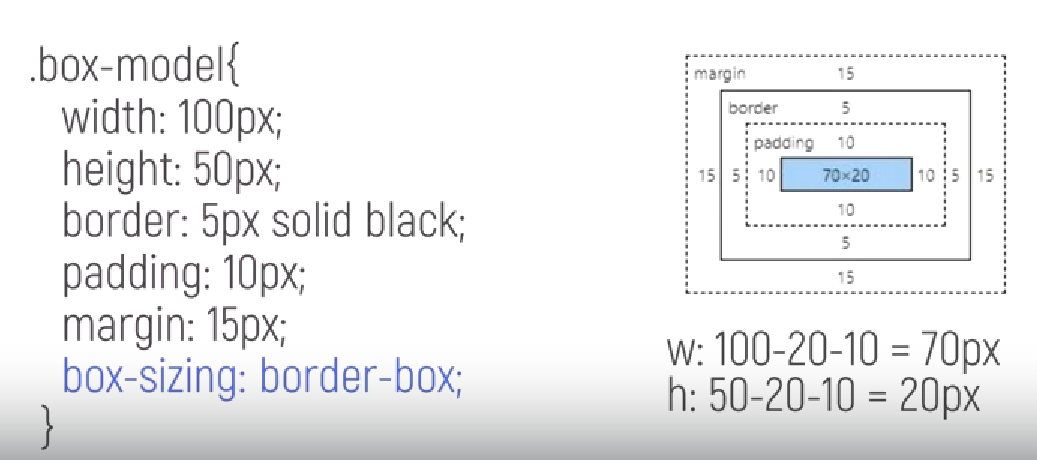 .box-model{
width: 100px;
height: 50px;
border: 5px solid black;
padding: 10px;
margin: 15px;
box-sizing: border-box;
}
margin 15
border 5
padding 10
15 5 10 70×20 10 5 15
10
5
15
w: 100-20-10 = 70px
h: 50-20-10 = 20px